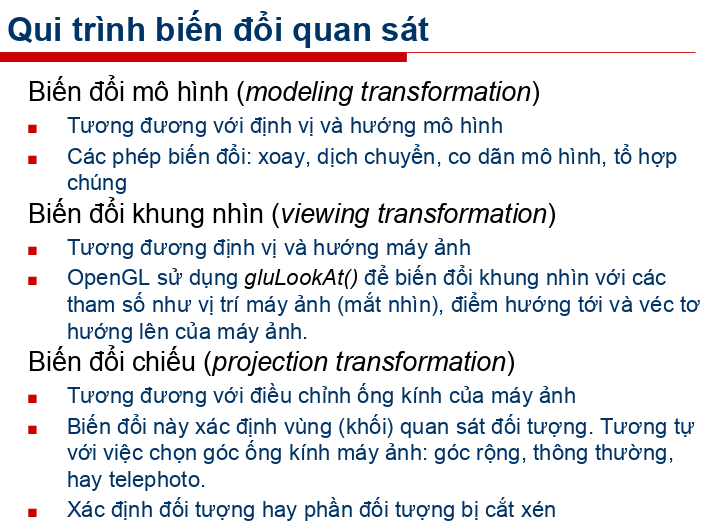 Qui trình biến đổi quan sát
Biến đổi mô hình (modeling transformation)
Tương đương với định vị và hướng mô hình
Các phép biến đổi: xoay, dịch chuyển, co dãn mô hình, tổ hợp
chúng
Biến đổi khung nhìn (viewing transformation)
Tương đương định vị và hướng máy ảnh
OpenGL sử dụng gluLookAt() để biến đổi khung nhìn với các
tham số như vị trí máy ảnh (mắt nhìn), điểm hướng tới và véc tơ
hướng lên của máy ảnh.
Biến đổi chiếu (projection transformation)
Tương đương với điều chỉnh ống kính của máy ảnh
Biến đổi này xác định vùng (khối) quan sát đối tượng. Tương tự
với việc chọn góc ống kính máy ảnh: góc rộng, thông thường,
hay telephoto.
Xác định đối tượng hay phần đối tượng bị cắt xén